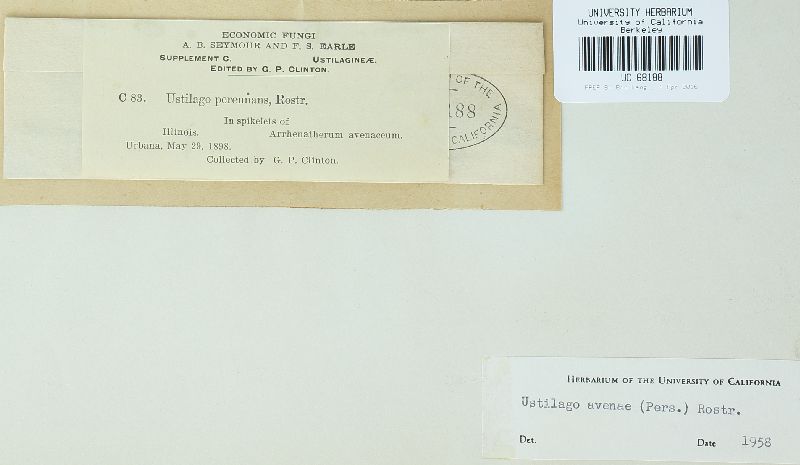 ECONOMIC FUNGI
A. B. SEYMOUR AND F. S. EARLE
SUPPLEMENT C. USTILAGINEÆ.
EDITED BY G. P. CLINTON.
C 83. Ustilago perennans, Rostr.
In spikelets of
Illinois. Arrhenatherum avenaceum.
Urbana, May 29, 1898.
Collected by G. P. Clinton.
OF THE
188
CALIFORNIA
UNIVERSITY HERBARIUM
University of California
Berkeley
UC 68188
HERBARIUM OF THE UNIVERSITY OF CALIFORNIA
Ustilago avenae (Pers.) Rostr.
Det. Date 1958